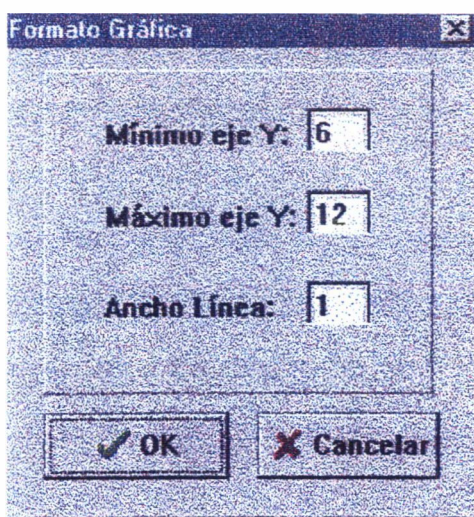 Formato Gráfica
Mínimo eje Y: 6
Máximo eje Y: 12
Ancho Línea: 1
OK Cancelar